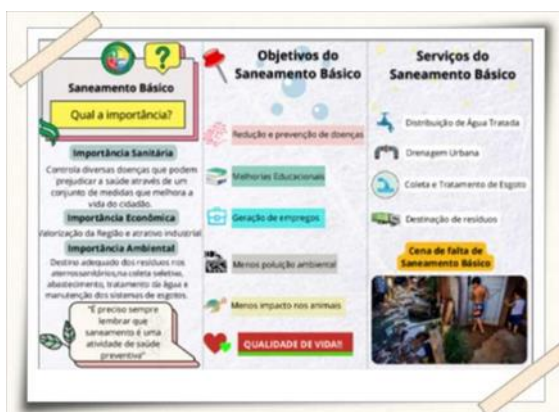 Saneamento Básico
Qual a importância?
Importância Sanitária
Controla diversas doenças que podem
prejudicar a saúde através de um
conjunto de medidas que melhora a
vida do cidadão.
Importância Econômica
Valorização da Região e atrativo industrial
Importância Ambiental
Destino adequado dos resíduos nos
aterros sanitários, na coleta seletiva,
abastecimento, tratamento da água e
manutenção dos sistemas de esgotos.
"É preciso sempre
lembrar que
saneamento é uma
atividade de saúde
preventiva"
Objetivos do
Saneamento Básico
Redução e prevenção de doenças
Melhorias Educacionais
Geração de empregos
Menos poluição ambiental
Menos impacto nos animais
QUALIDADE DE VIDA!!
Serviços do
Saneamento Básico
Distribuição de Água Tratada
Drenagem Urbana
Coleta e Tratamento de Esgoto
Destinação de resíduos
Cena de falta de
Saneamento Básico